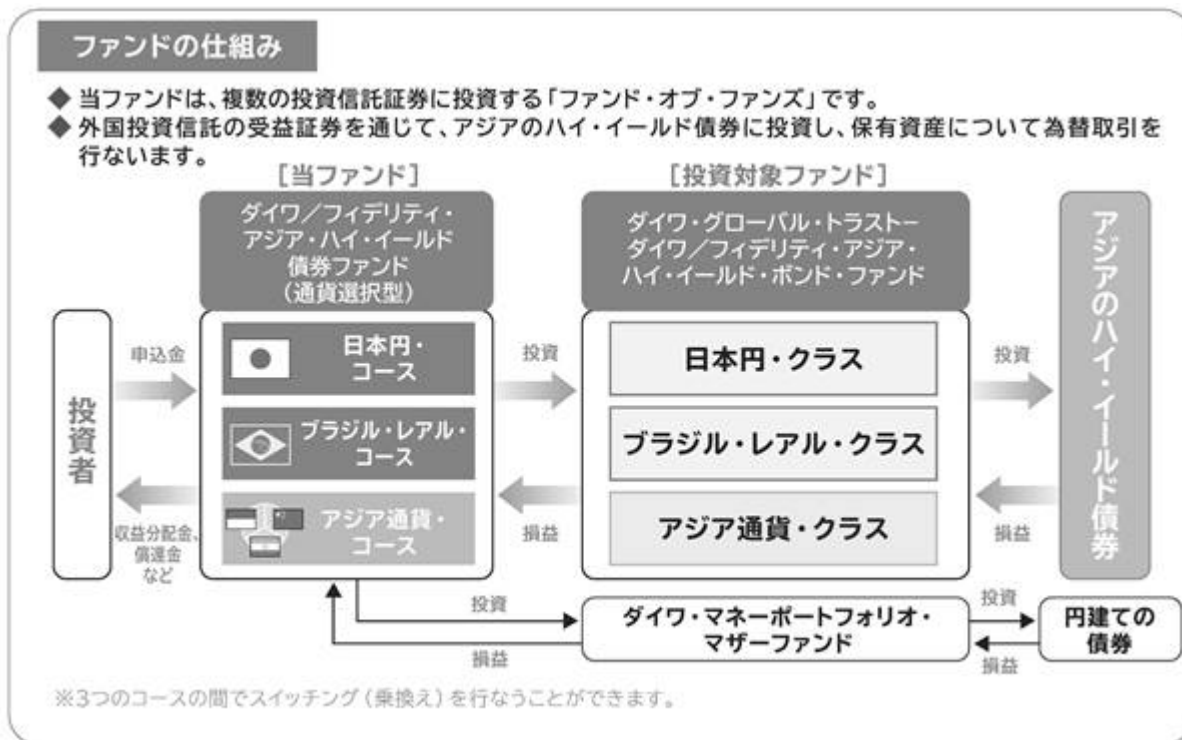 ファンドの仕組み
◆ 当ファンドは、複数の投資信託証券に投資する「ファンド・オブ・ファンズ」です。
◆ 外国投資信託の受益証券を通じて、アジアのハイ・イールド債券に投資し、保有資産について為替取引を
行ないます。
［当ファンド］
［投資対象ファンド］
ダイワ／フィデリティ・
アジア・ハイ・イールド
債券ファンド
（通貨選択型）
ダイワ・グローバル・トラストー
ダイワ／フィデリティ・アジア・
ハイ・イールド・ボンド・ファンド
投資者
申込金
収益分配金、
償還金
など
日本円・
コース
ブラジル・レアル・
コース
アジア通貨・
コース
投資
損益
日本円・クラス
ブラジル・レアル・クラス
アジア通貨・クラス
投資
損益
アジアのハイ・イールド債券
投資
損益
ダイワ・マネーポートフォリオ・
マザーファンド
投資
損益
円建ての
債券
※3つのコースの間でスイッチング（乗換え）を行なうことができます。